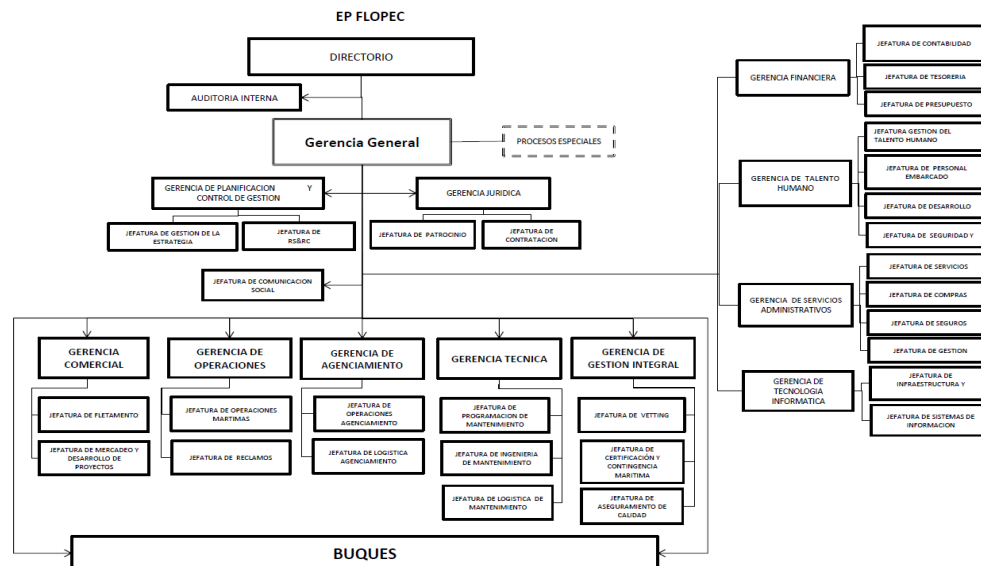 EP FLOPEC
DIRECTORIO
AUDITORIA INTERNA
Gerencia General
PROCESOS ESPECIALES
GERENCIA DE PLANIFICACION Y
CONTROL DE GESTION
GERENCIA JURIDICA
JEFATURA DE GESTION DE LA
ESTRATEGIA
JEFATURA DE
RS&RC
JEFATURA DE PATROCINIO
JEFATURA DE
CONTRATACION
JEFATURA DE COMUNICACION
SOCIAL
GERENCIA
COMERCIAL
JEFATURA DE FLETAMENTO
JEFATURA DE MERCADEO Y
DESARROLLO DE
PROYECTOS
GERENCIA DE
OPERACIONES
JEFATURA DE OPERACIONES
MARTIMAS
JEFATURA DE RECLAMOS
GERENCIA DE
AGENCIAMIENTO
JEFATURA DE
OPERACIONES
AGENCIAMIENTO
JEFATURA DE LOGISTICA
AGENCIAMIENTO
GERENCIA TECNICA
JEFATURA DE
PROGRAMACION DE
MANTENIMIENTO
JEFATURA DE INGENIERIA
DE MANTENIMIENTO
JEFATURA DE LOGISTICA DE
MANTENIMIENTO
GERENCIA DE
GESTION INTEGRAL
JEFATURA DE VETTING
JEFATURA DE
CERTIFICACIÓN Y
CONTINGENCIA
MARITIMA
JEFATURA DE
ASEGURAMIENTO DE
CALIDAD
BUQUES
GERENCIA FINANCIERA
JEFATURA DE CONTABILIDAD
JEFATURA DE TESORERIA
JEFATURA DE PRESUPUESTO
GERENCIA DE TALENTO
HUMANO
JEFATURA GESTION DEL
TALENTO HUMANO
JEFATURA DE PERSONAL
EMBARCADO
JEFATURA DE DESARROLLO
JEFATURA DE SEGURIDAD Y
GERENCIA DE SERVICIOS
ADMINISTRATIVOS
JEFATURA DE SERVICIOS
JEFATURA DE COMPRAS
JEFATURA DE SEGUROS
JEFATURA DE GESTION
GERENCIA DE
TECNOLOGIA
INFORMATICA
JEFATURA DE
INFRAESTRUCTURA Y
JEFATURA DE SISTEMAS DE
INFORMACION